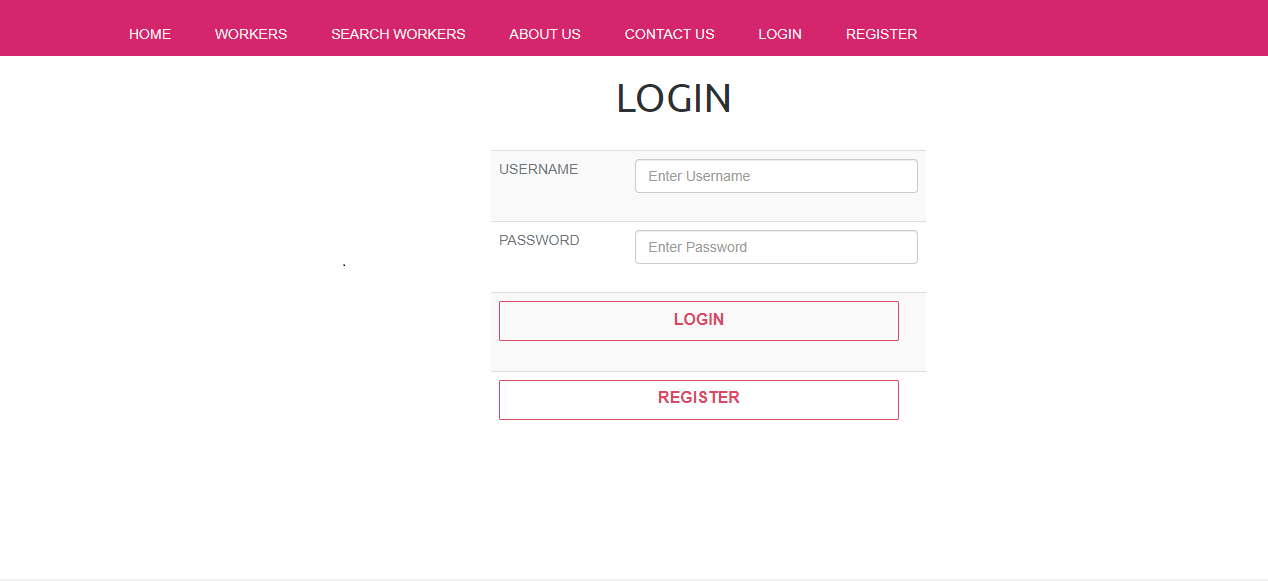 HOME WORKERS SEARCH WORKERS ABOUT US CONTACT US LOGIN REGISTER
LOGIN
USERNAME Enter Username
PASSWORD Enter Password
.
LOGIN
REGISTER